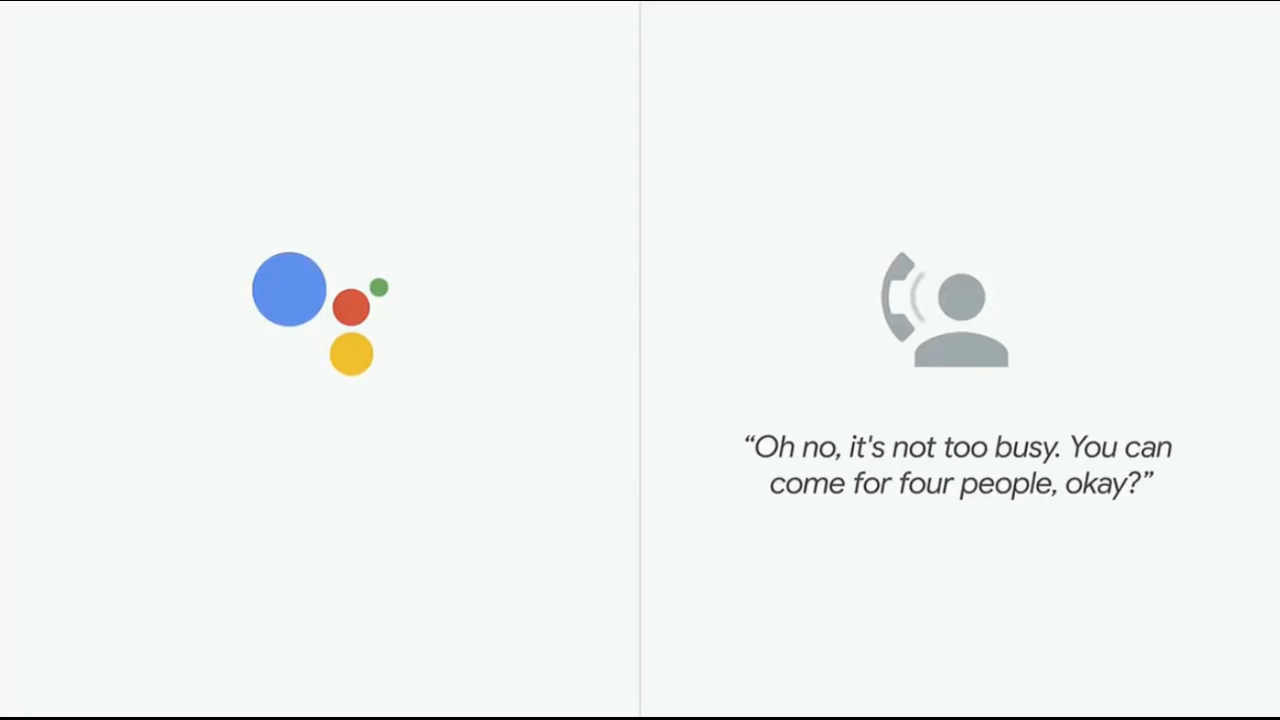 “Oh no, it's not too busy. You can
come for four people, okay?”